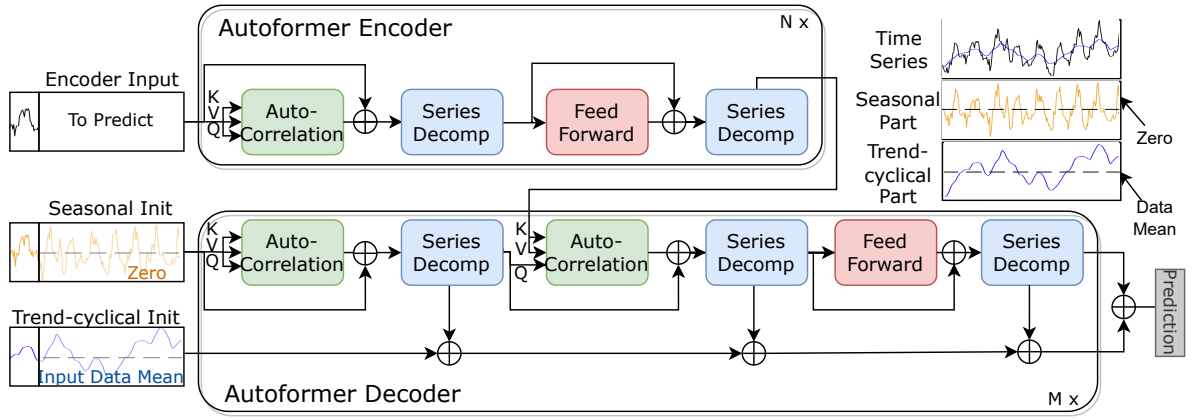 Autoformer Encoder
N x
Encoder Input
To Predict
K
V
Q
Auto-
Correlation
Series
Decomp
Feed
Forward
Series
Decomp
Time
Series
Seasonal
Part
Zero
Trend-
cyclical
Part
Data
Mean
Seasonal Init
Zero
K
V
Q
Auto-
Correlation
Series
Decomp
K
V
Q
Auto-
Correlation
Series
Decomp
Feed
Forward
Series
Decomp
Prediction
Trend-cyclical Init
Input Data Mean
Autoformer Decoder
M x